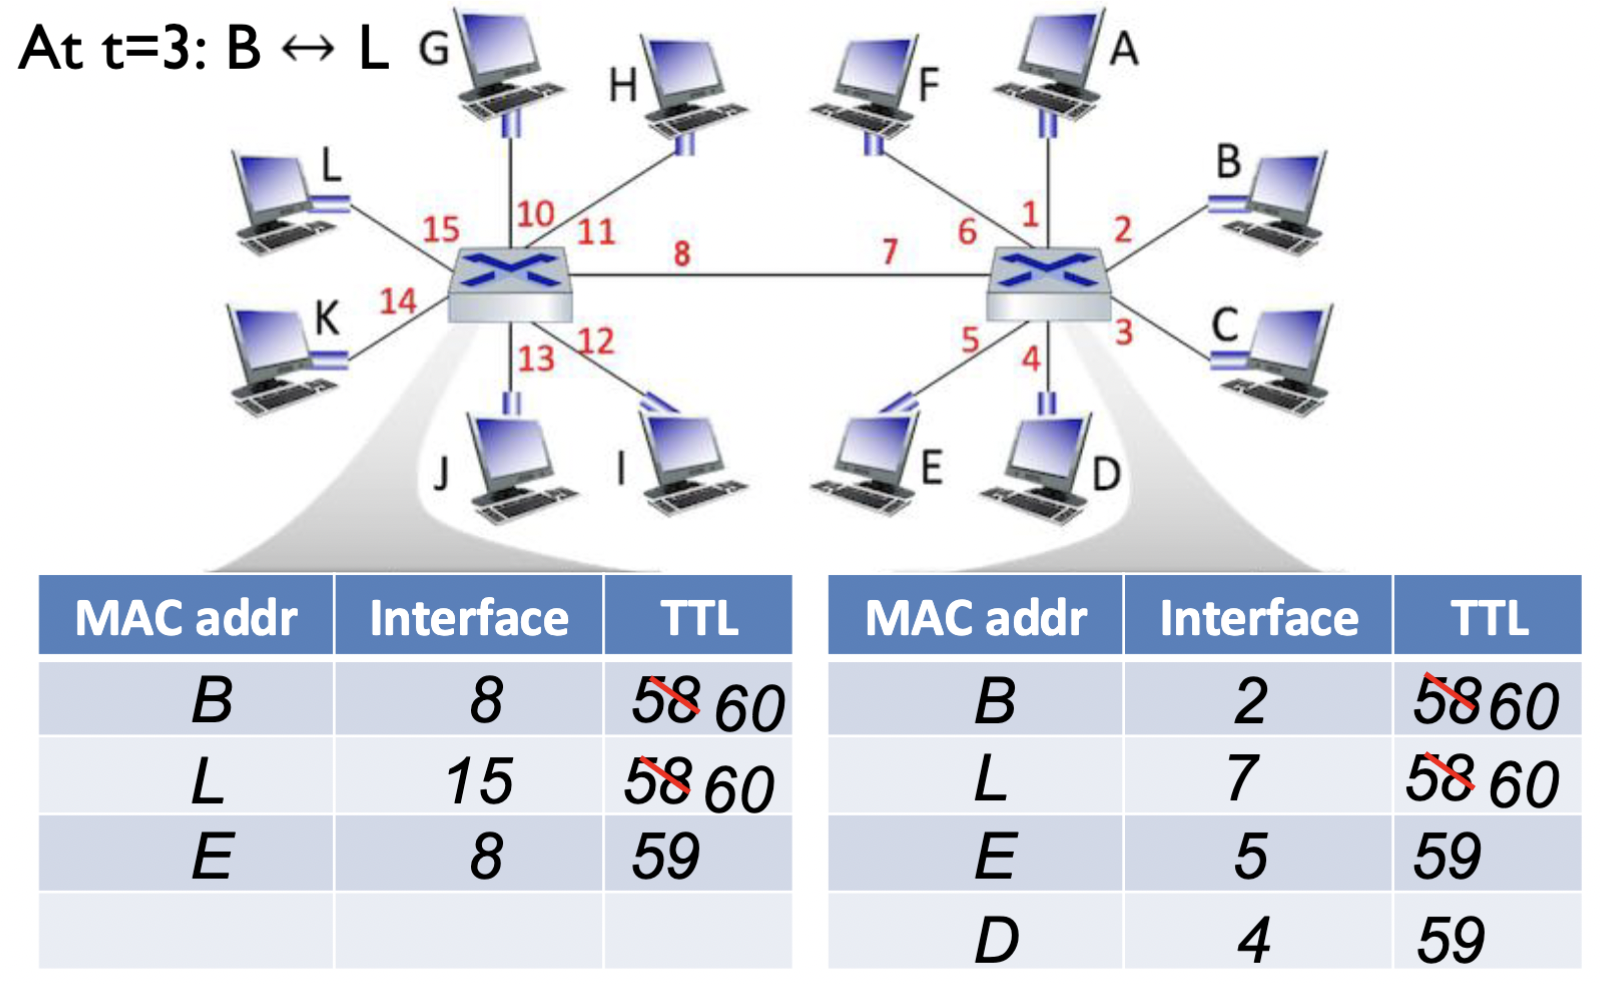 At t=3: B ↔ L
G
H
F
A
L
B
15
10
11
6
1
2
8
7
K
14
C
13
12
5
4
3
J
I
E
D
MAC addr Interface TTL
B 8 58 60
L 15 58 60
E 8 59
MAC addr Interface TTL
B 2 58 60
L 7 58 60
E 5 59
D 4 59